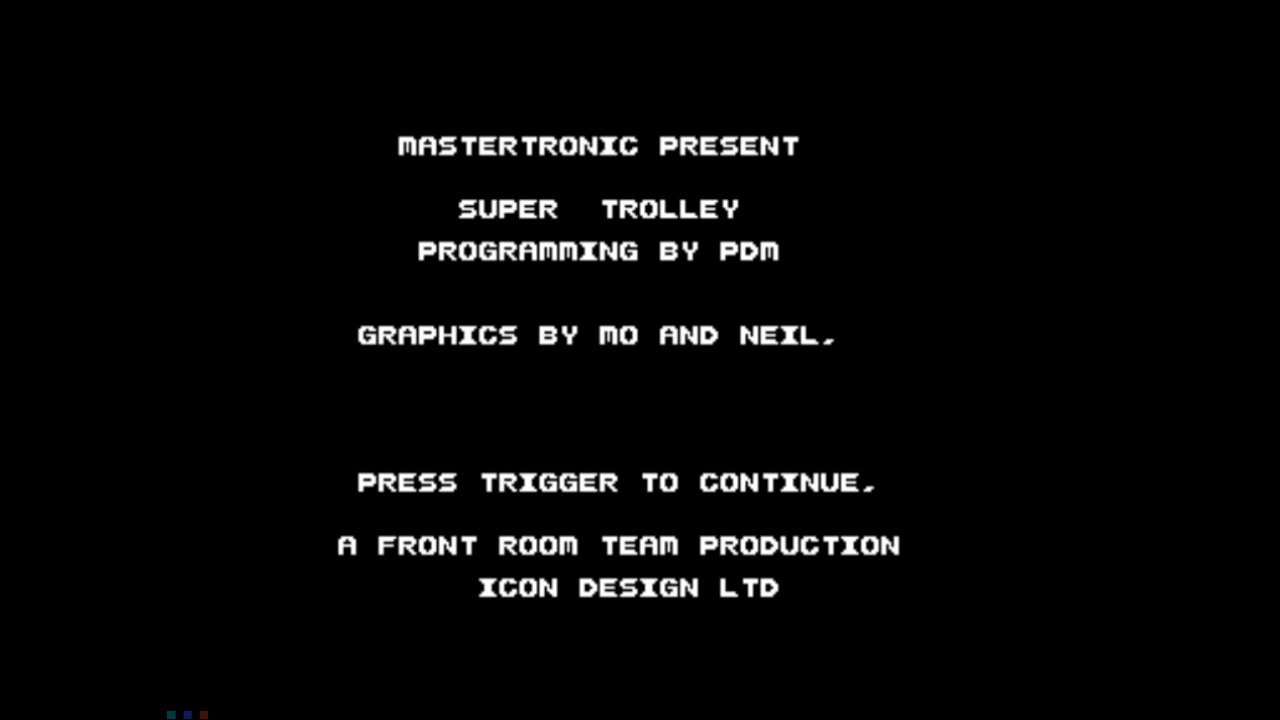 MASTERTRONIC PRESENT
SUPER TROLLEY
PROGRAMMING BY PDM
GRAPHICS BY MO AND NEIL.
PRESS TRIGGER TO CONTINUE.
A FRONT ROOM TEAM PRODUCTION
ICON DESIGN LTD